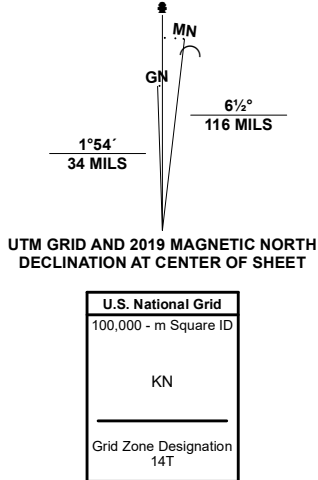 MN
GN
6½°
116 MILS
1°54´
34 MILS
UTM GRID AND 2019 MAGNETIC NORTH
DECLINATION AT CENTER OF SHEET
U.S. National Grid
100,000 - m Square ID
KN
Grid Zone Designation
14T